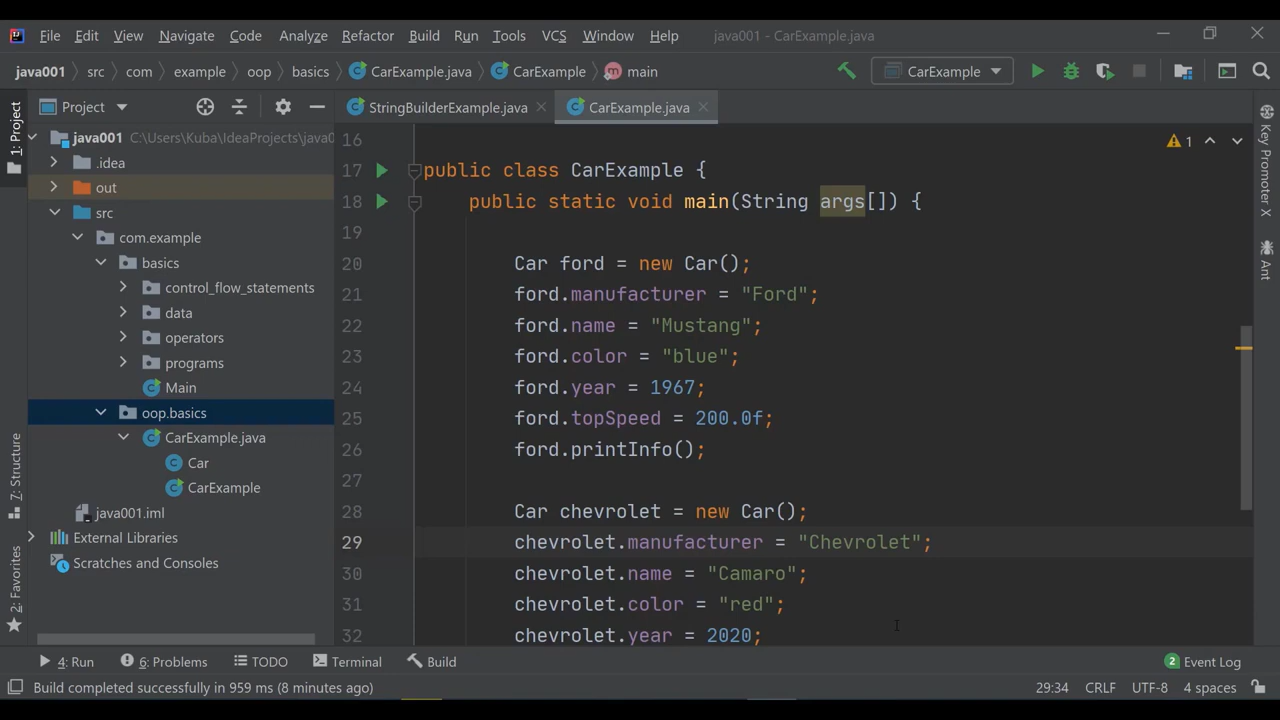 File Edit View Navigate Code Analyze Refactor Build Run Tools VCS Window Help java001 - CarExample.java
java001 src com example oop basics CarExample.java CarExample main CarExample
1: Project
7: Structure
2: Favorites
Project
java001 C:\Users\Kuba\IdeaProjects\java0
.idea
out
src
com.example
basics
control_flow_statements
data
operators
programs
Main
oop.basics
CarExample.java
Car
CarExample
java001.iml
External Libraries
Scratches and Consoles
StringBuilderExample.java CarExample.java
1
16
17 public class CarExample {
18 public static void main(String args[]) {
19
20 Car ford = new Car();
21 ford.manufacturer = "Ford";
22 ford.name = "Mustang";
23 ford.color = "blue";
24 ford.year = 1967;
25 ford.topSpeed = 200.0f;
26 ford.printInfo();
27
28 Car chevrolet = new Car();
29 chevrolet.manufacturer = "Chevrolet";
30 chevrolet.name = "Camaro";
31 chevrolet.color = "red";
32 chevrolet.year = 2020;
Key Promoter X
Ant
4: Run 6: Problems TODO Terminal Build 2 Event Log
Build completed successfully in 959 ms (8 minutes ago) 29:34 CRLF UTF-8 4 spaces